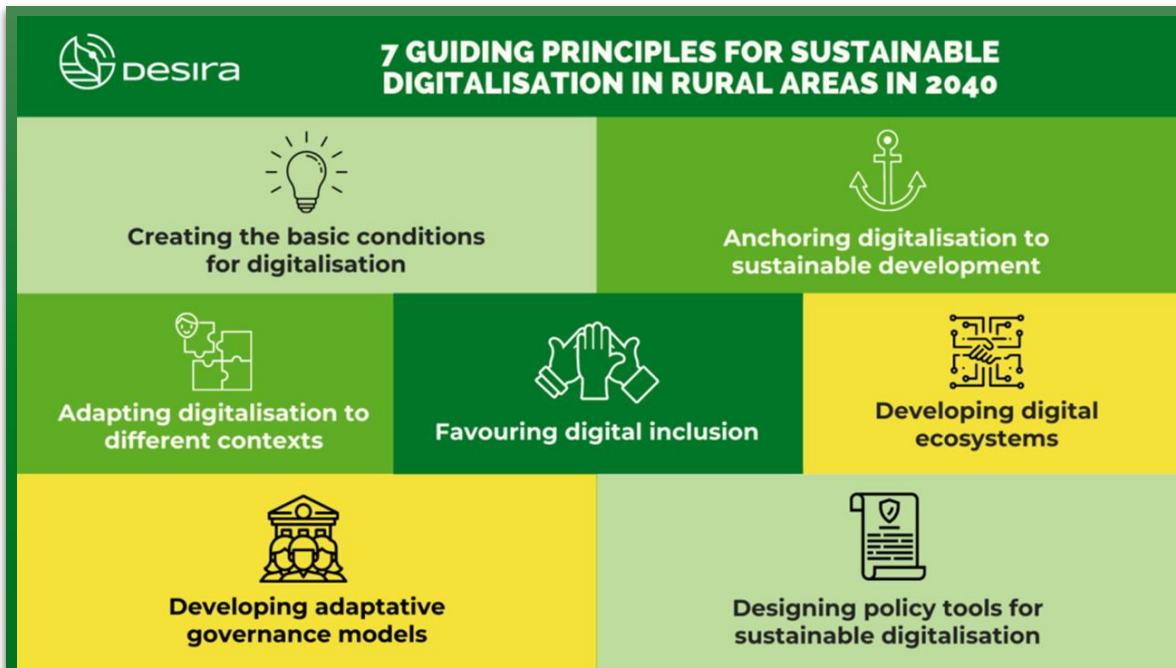 DESIRA
7 GUIDING PRINCIPLES FOR SUSTAINABLE
DIGITALISATION IN RURAL AREAS IN 2040
Creating the basic conditions
for digitalisation
Anchoring digitalisation to
sustainable development
Adapting digitalisation to
different contexts
Favouring digital inclusion
Developing digital
ecosystems
Developing adaptative
governance models
Designing policy tools for
sustainable digitalisation